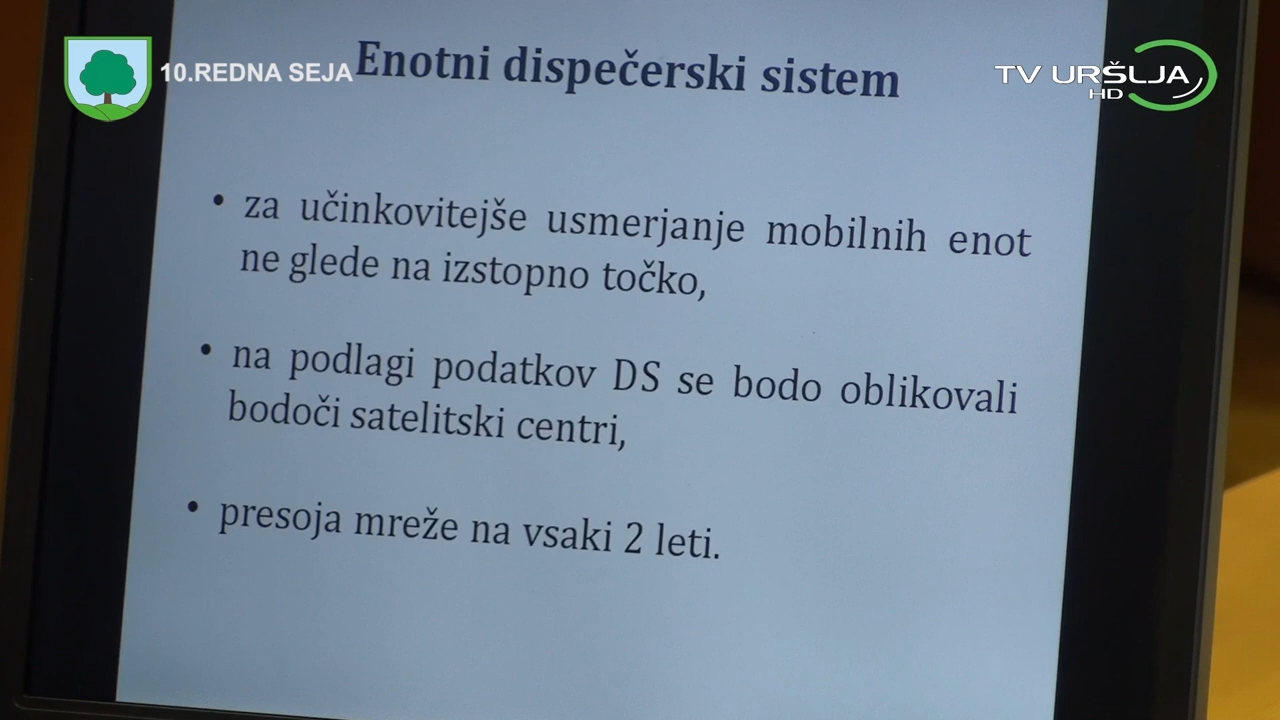 10.REDNA SEJA
TV URŠLJA
HD
Enotni dispečerski sistem
• za učinkovitejše usmerjanje mobilnih enot
ne glede na izstopno točko,
• na podlagi podatkov DS se bodo oblikovali
bodoči satelitski centri,
• presoja mreže na vsaki 2 leti.